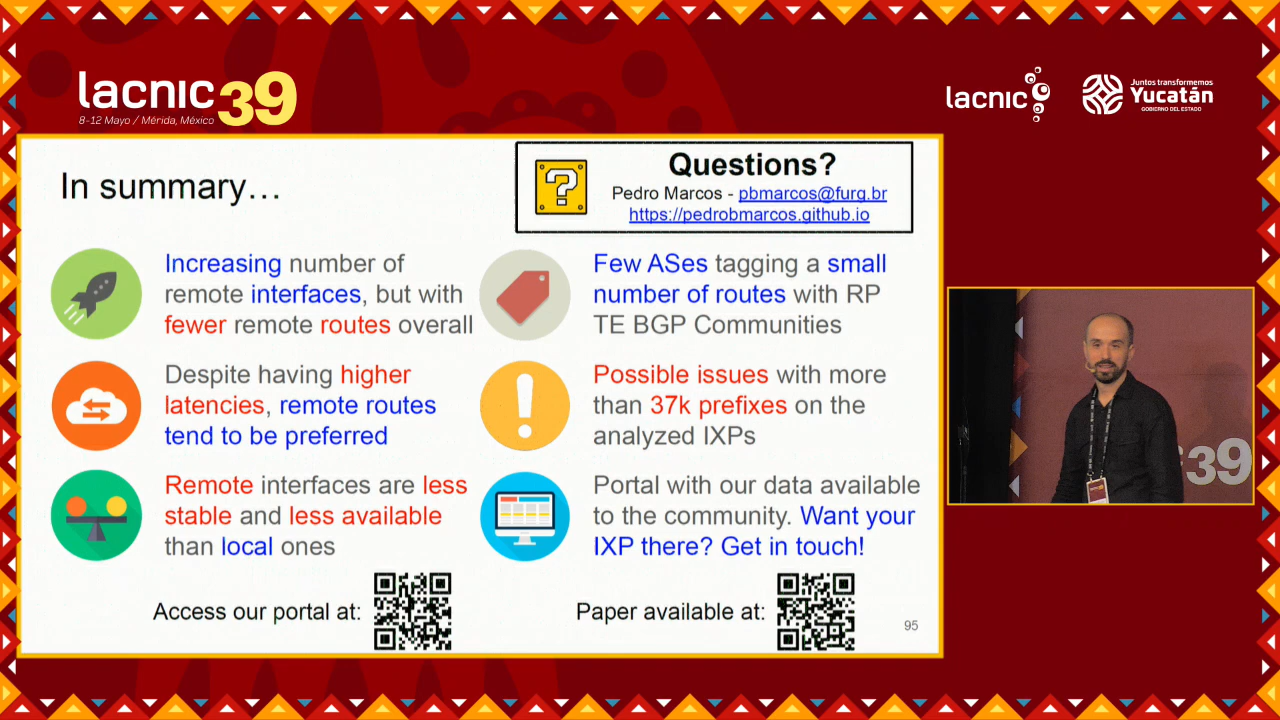 lacnic 39
8-12 Mayo / Mérida, México
lacnic
Juntos transformemos
Yucatán
GOBIERNO DEL ESTADO
In summary…
Questions?
Pedro Marcos - pbmarcos@furg.br
https://pedrobmarcos.github.io
Increasing number of
remote interfaces, but with
fewer remote routes overall
Despite having higher
latencies, remote routes
tend to be preferred
Remote interfaces are less
stable and less available
than local ones
Few ASes tagging a small
number of routes with RP
TE BGP Communities
Possible issues with more
than 37k prefixes on the
analyzed IXPs
Portal with our data available
to the community. Want your
IXP there? Get in touch!
Access our portal at:
Paper available at:
95
39